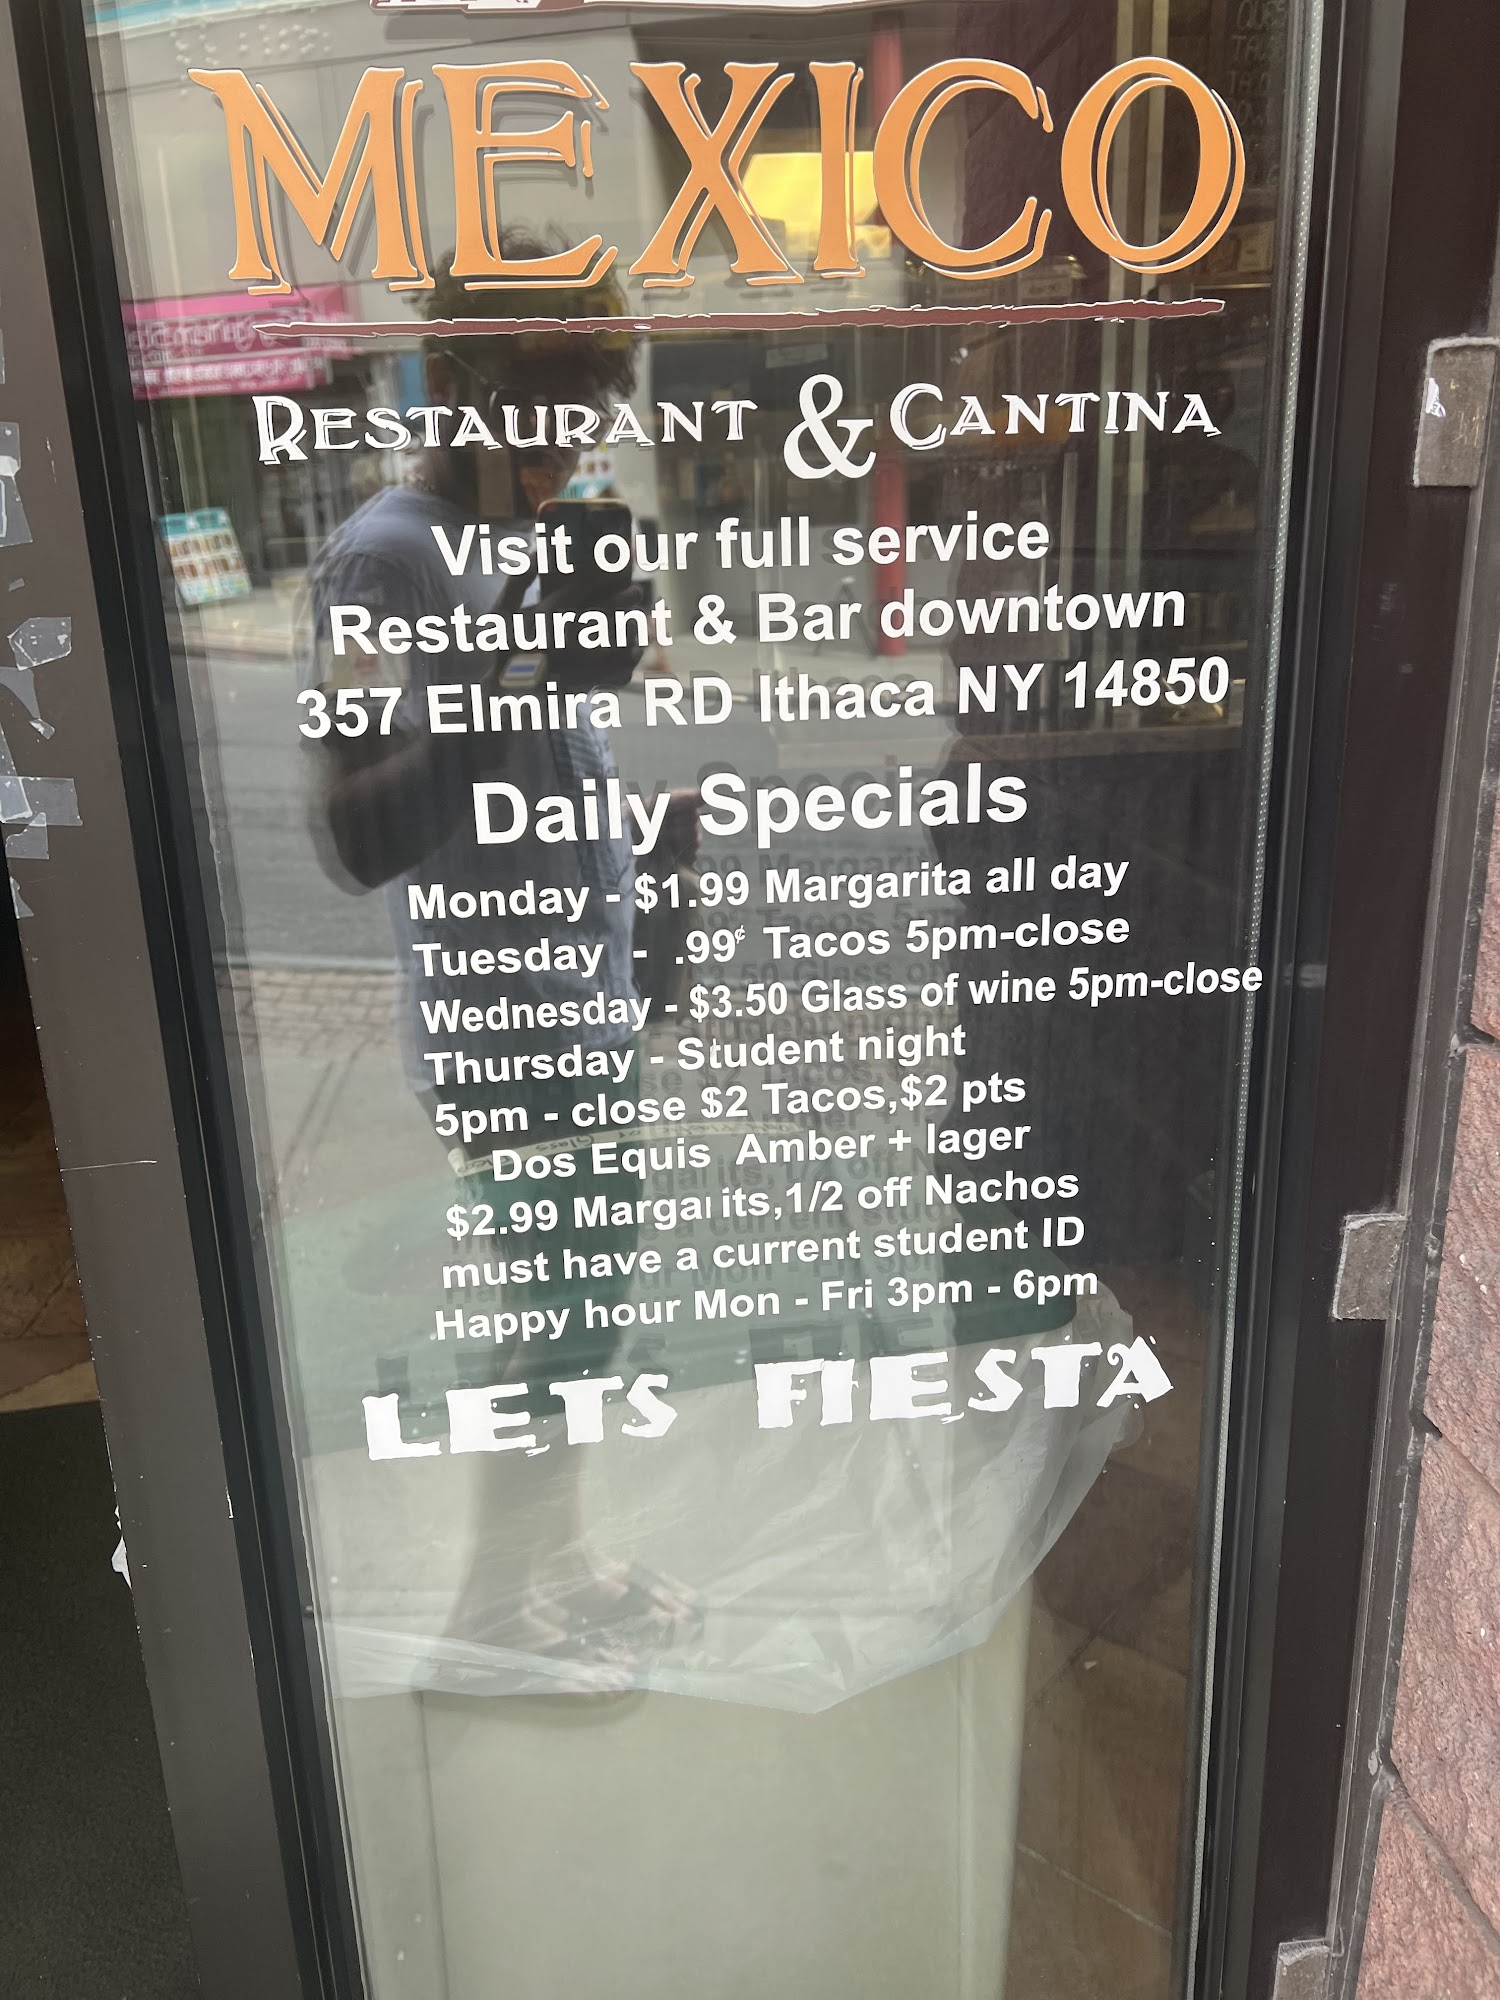 MEXICO
RESTAURANT & CANTINA
Visit our full service
Restaurant & Bar downtown
357 Elmira RD Ithaca NY 14850
Daily Specials
Monday - $1.99 Margarita all day
Tuesday - .99¢ Tacos 5pm-close
Wednesday - $3.50 Glass of wine 5pm-close
Thursday - Student night
5pm - close $2 Tacos,$2 pts
Dos Equis Amber + lager
$2.99 Margarits,1/2 off Nachos
must have a current student ID
.Happy hour Mon - Fri 3pm - 6pm
LETS FIESTA